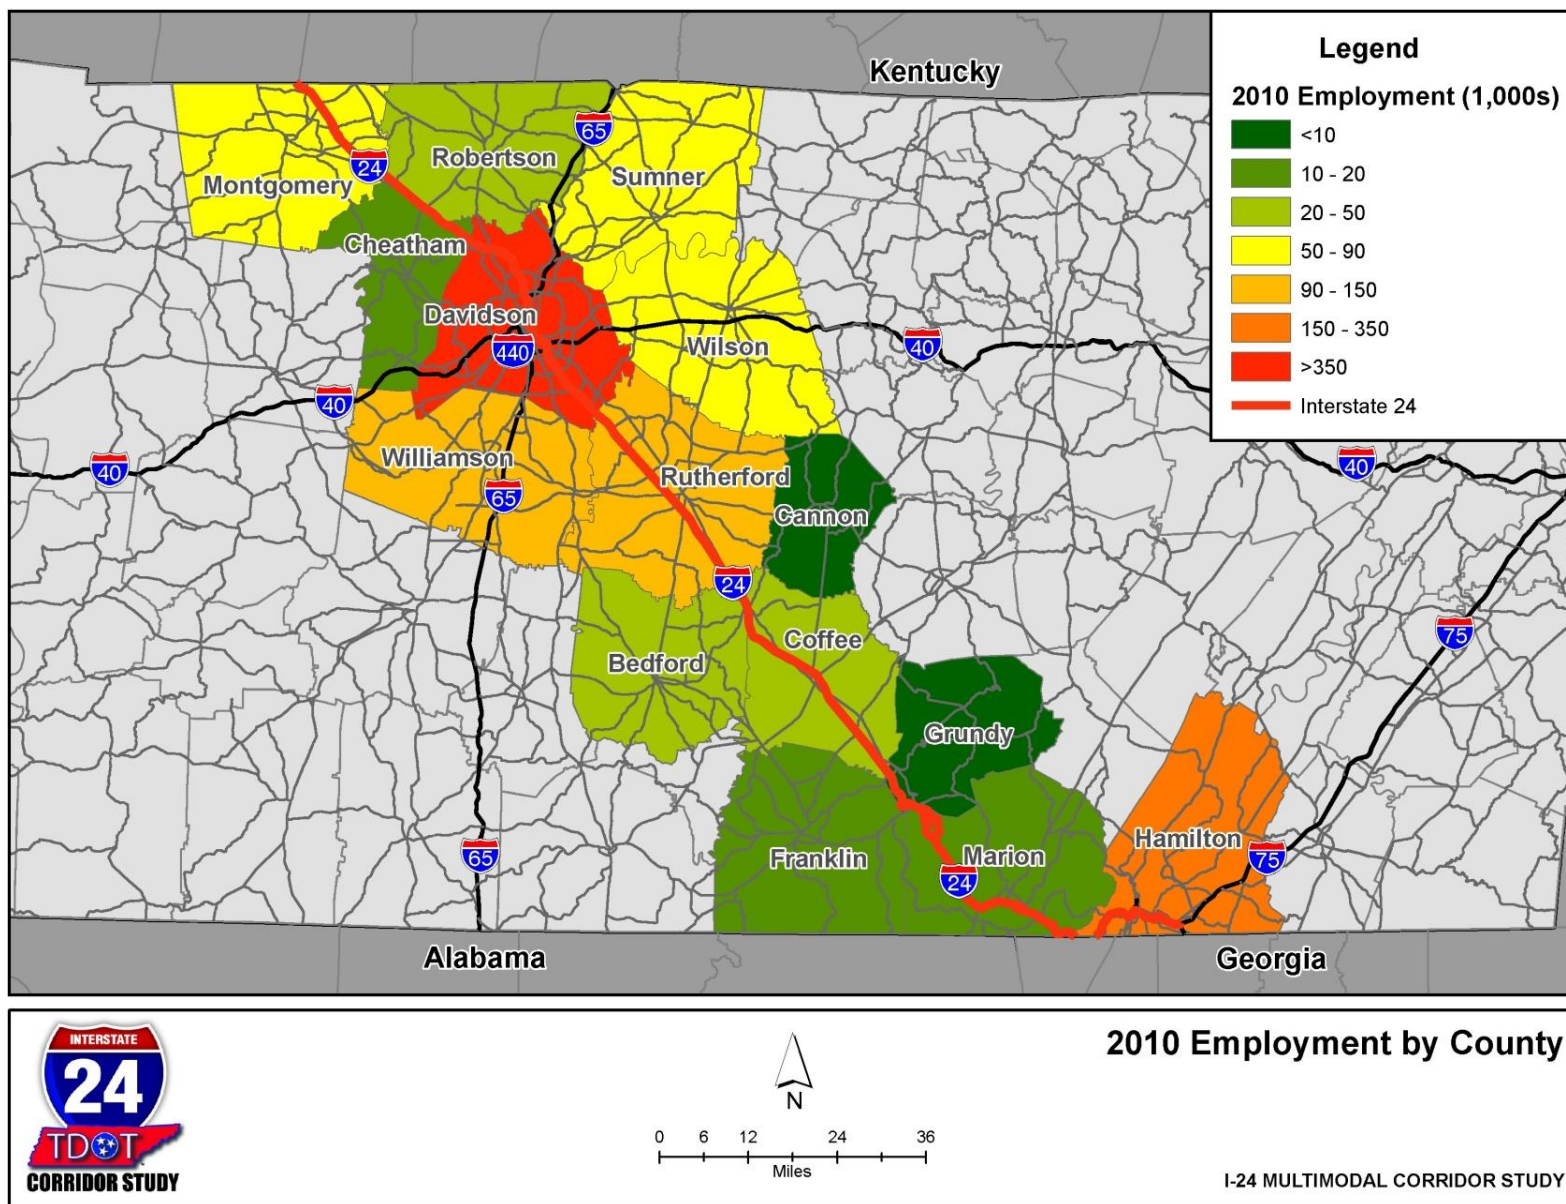 Kentucky
Legend
2010 Employment (1,000s)
<10
10 - 20
20 - 50
50 - 90
90 - 150
150 - 350
>350
Interstate 24
65
Robertson
24
Sumner
Montgomery
Cheatham
Davidson
440
Wilson
40
40
Williamson
40
65
Rutherford
40
Cannon
24
75
Coffee
Bedford
Grundy
65
Franklin
Marion
24
Hamilton
75
Alabama
Georgia
INTERSTATE
24
TDOT
CORRIDOR STUDY
N
0 6 12 24 36
Miles
2010 Employment by County
I-24 MULTIMODAL CORRIDOR STUDY